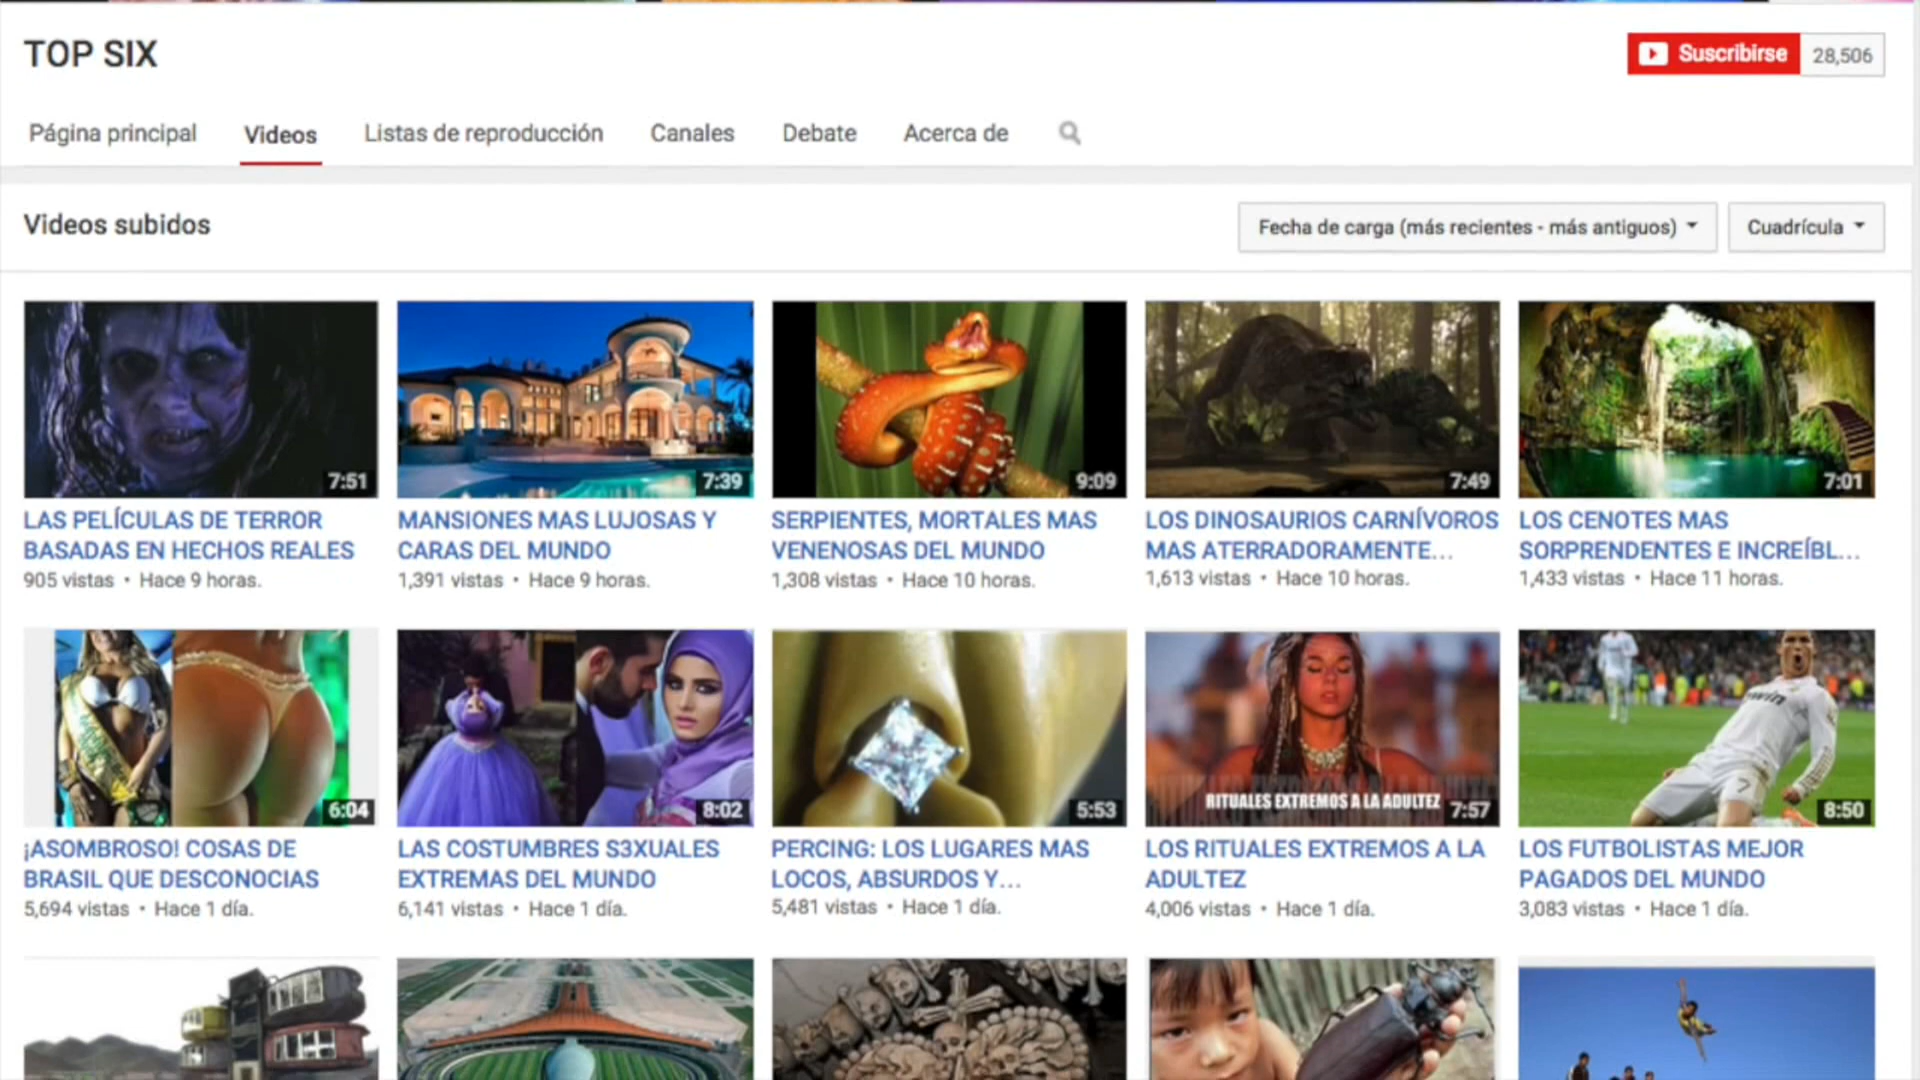 TOP SIX
Suscribirse 28,506
Página principal Videos Listas de reproducción Canales Debate Acerca de
Videos subidos
Fecha de carga (más recientes - más antiguos) Cuadrícula
7:51 7:39 9:09 7:49 7:01
LAS PELÍCULAS DE TERROR
BASADAS EN HECHOS REALES
905 vistas • Hace 9 horas.
MANSIONES MAS LUJOSAS Y
CARAS DEL MUNDO
1,391 vistas • Hace 9 horas.
SERPIENTES, MORTALES MAS
VENENOSAS DEL MUNDO
1,308 vistas • Hace 10 horas.
LOS DINOSAURIOS CARNÍVOROS
MAS ATERRADORAMENTE...
1,613 vistas • Hace 10 horas.
LOS CENOTES MAS
SORPRENDENTES E INCREÍBL...
1,433 vistas • Hace 11 horas.
6:04 8:02 5:53
RITUALES EXTREMOS A LA ADULTEZ 7:57
bwin
7
8:50
¡ASOMBROSO! COSAS DE
BRASIL QUE DESCONOCIAS
5,694 vistas • Hace 1 día.
LAS COSTUMBRES S3XUALES
EXTREMAS DEL MUNDO
6,141 vistas • Hace 1 día.
PERCING: LOS LUGARES MAS
LOCOS, ABSURDOS Y...
5,481 vistas • Hace 1 día.
LOS RITUALES EXTREMOS A LA
ADULTEZ
4,006 vistas • Hace 1 día.
LOS FUTBOLISTAS MEJOR
PAGADOS DEL MUNDO
3,083 vistas • Hace 1 día.